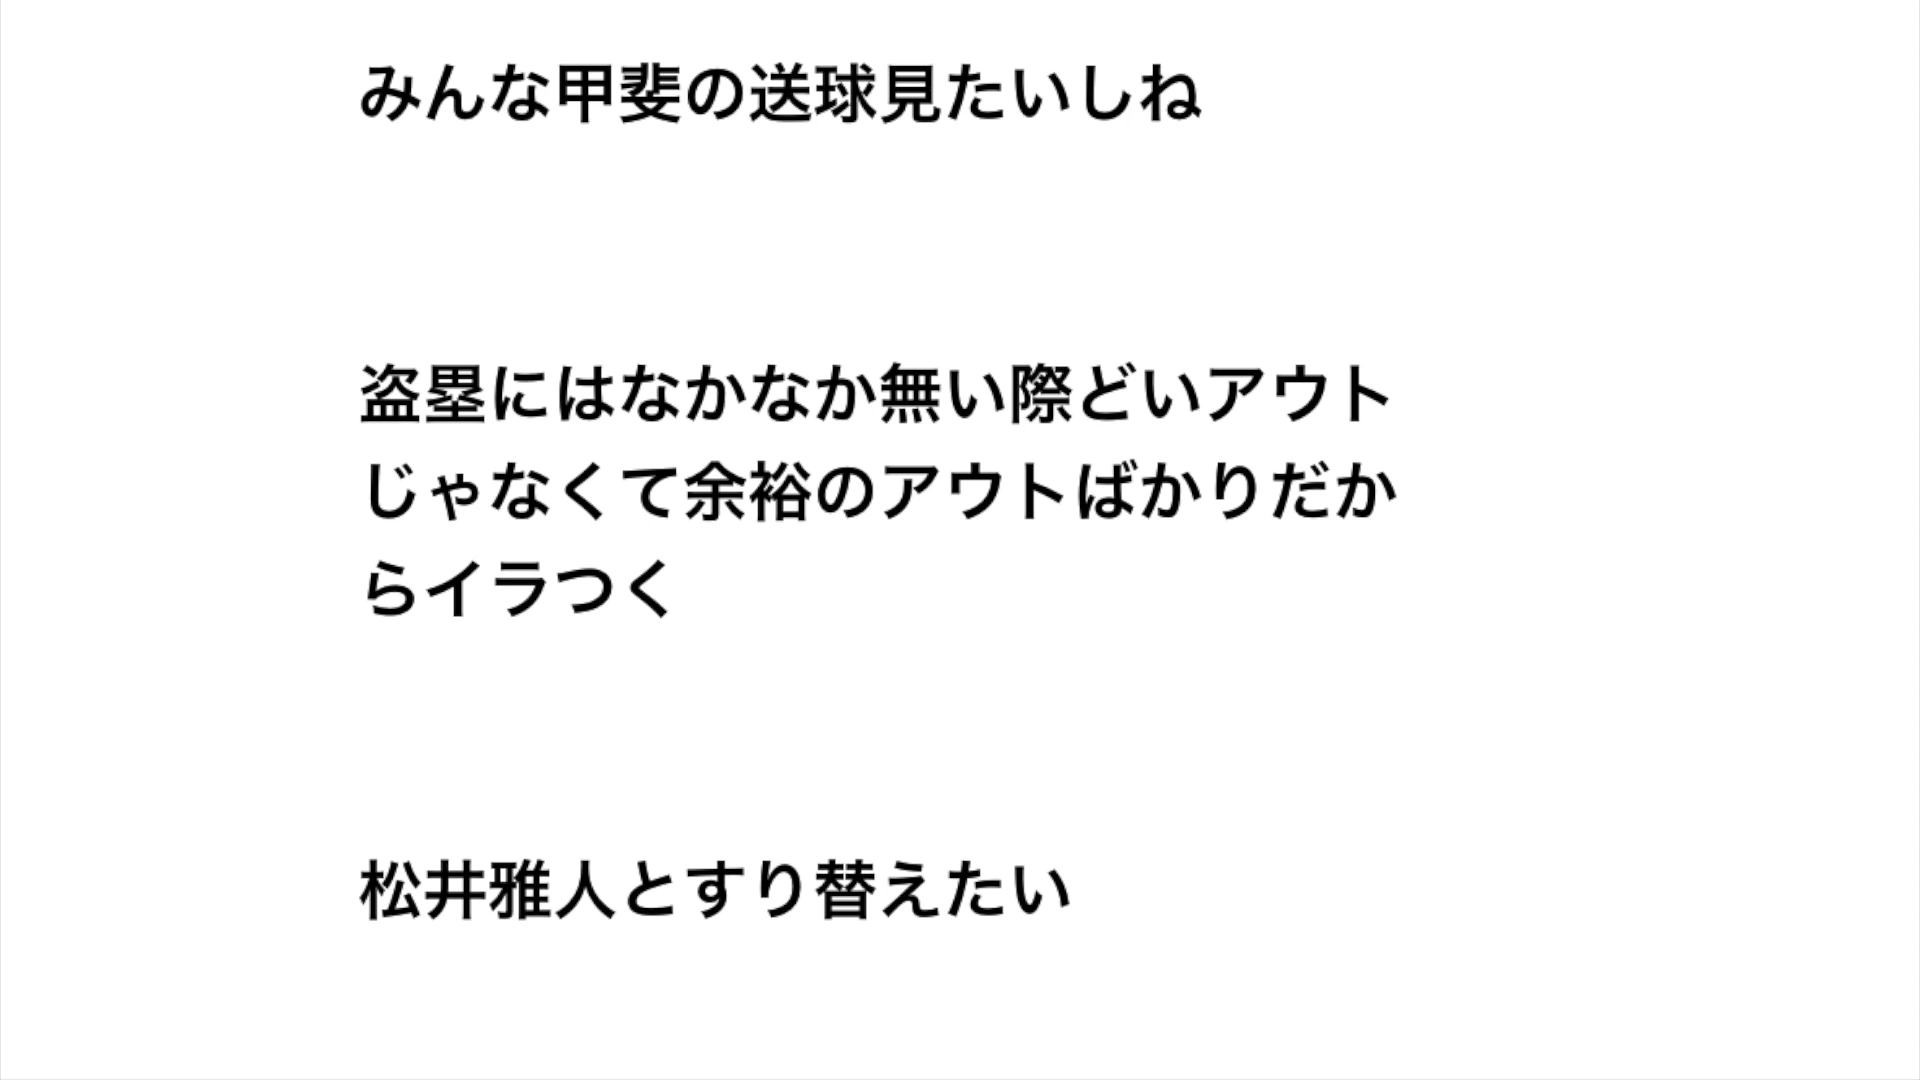 みんな甲斐の送球見たいしね
盗塁にはなかなか無い際どいアウト
じゃなくて余裕のアウトばかりだか
らイラつく
松井雅人とすり替えたい